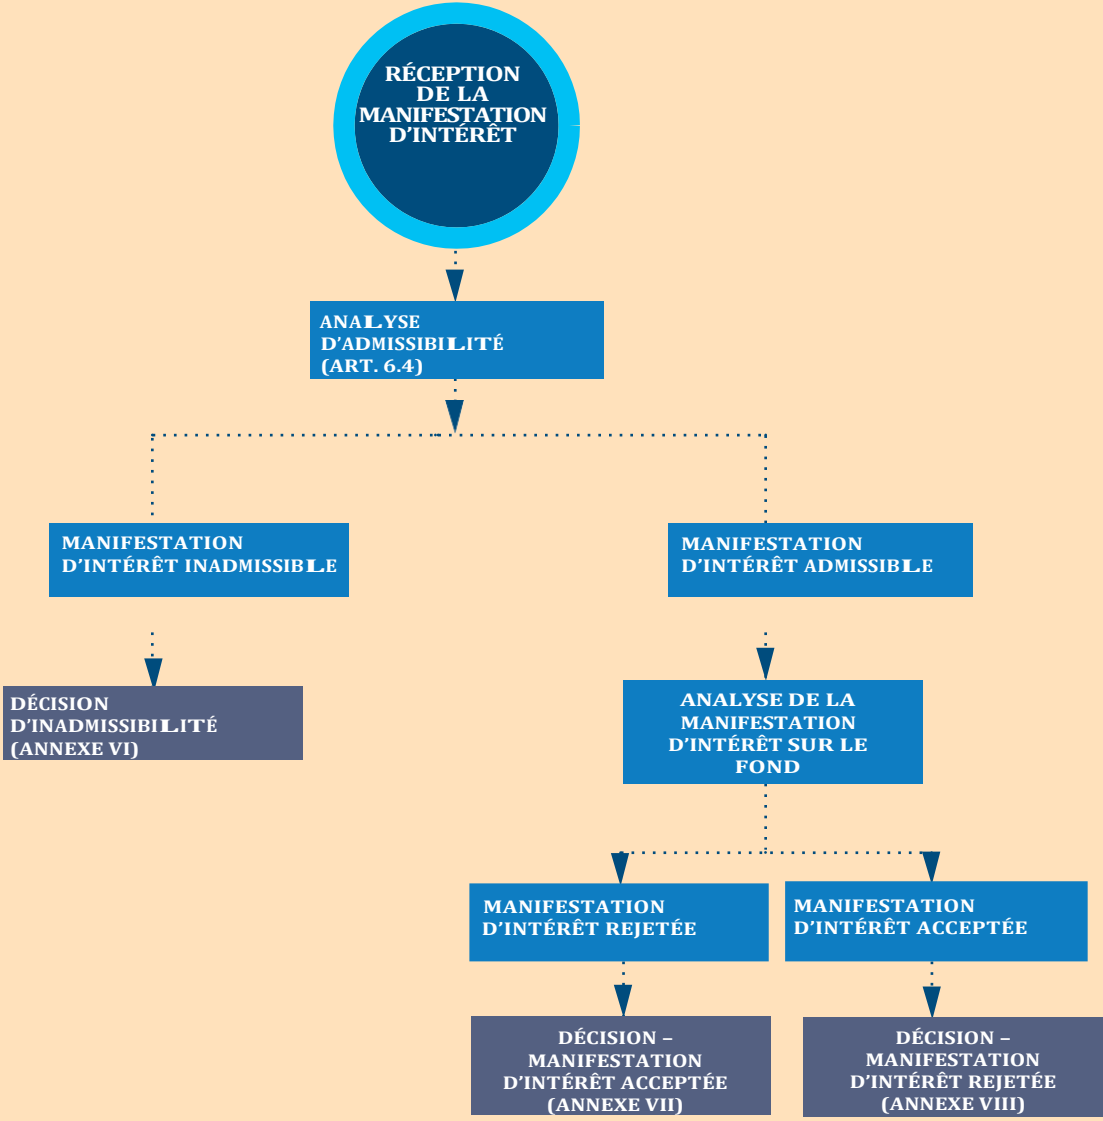 RÉCEPTION
DE LA
MANIFESTATION
D'INTÉRÊT
ANALYSE
D'ADMISSIBILITÉ
(ART. 6.4)
MANIFESTATION
D'INTÉRÊT INADMISSIBLE
MANIFESTATION
D'INTÉRÊT ADMISSIBLE
DÉCISION
D'INADMISSIBILITÉ
(ANNEXE VI)
ANALYSE DE LA
MANIFESTATION
D'INTÉRÊT SUR LE
FOND
MANIFESTATION
D'INTÉRÊT REJETÉE
MANIFESTATION
D'INTÉRÊT ACCEPTÉE
DÉCISION –
MANIFESTATION
D'INTÉRÊT ACCEPTÉE
(ANNEXE VII)
DÉCISION –
MANIFESTATION
D'INTÉRÊT REJETÉE
(ANNEXE VIII)